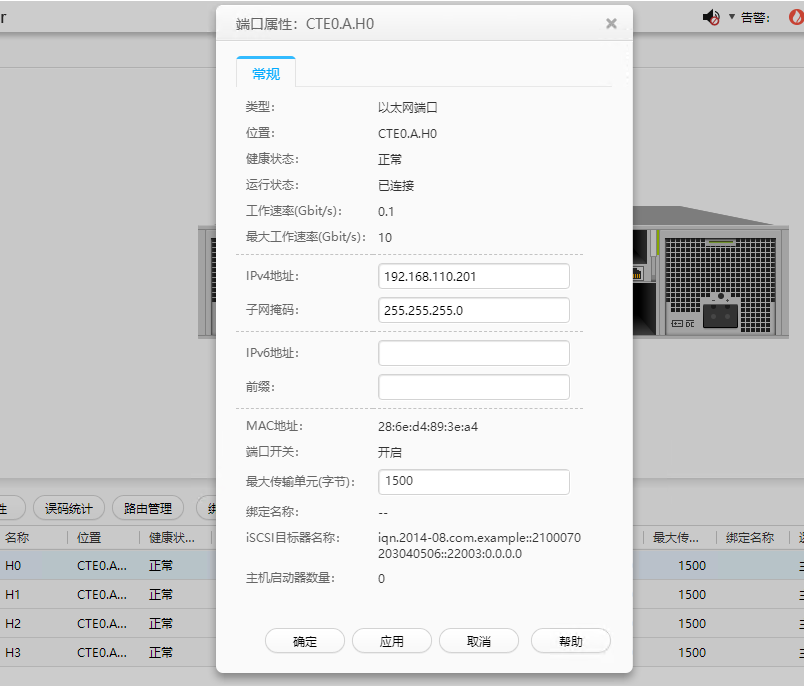 r
端口属性: CTE0.A.H0
告警:
常规
类型: 以太网端口
位置: CTE0.A.H0
健康状态: 正常
运行状态: 已连接
工作速率(Gbit/s): 0.1
最大工作速率(Gbit/s): 10
IPv4地址: 192.168.110.201
子网掩码: 255.255.255.0
IPv6地址:
前缀:
MAC地址: 28:6e:d4:89:3e:a4
端口开关: 开启
最大传输单元(字节): 1500
绑定名称: --
iSCSI目标器名称: iqn.2014-08.com.example::2100070
203040506::22003:0.0.0.0
主机启动器数量: 0
确定 应用 取消 帮助
性 误码统计 路由管理
名称 位置 健康状... 最大传... 绑定名称
H0 CTE0.A... 正常 1500
H1 CTE0.A... 正常 1500
H2 CTE0.A... 正常 1500
H3 CTE0.A... 正常 1500